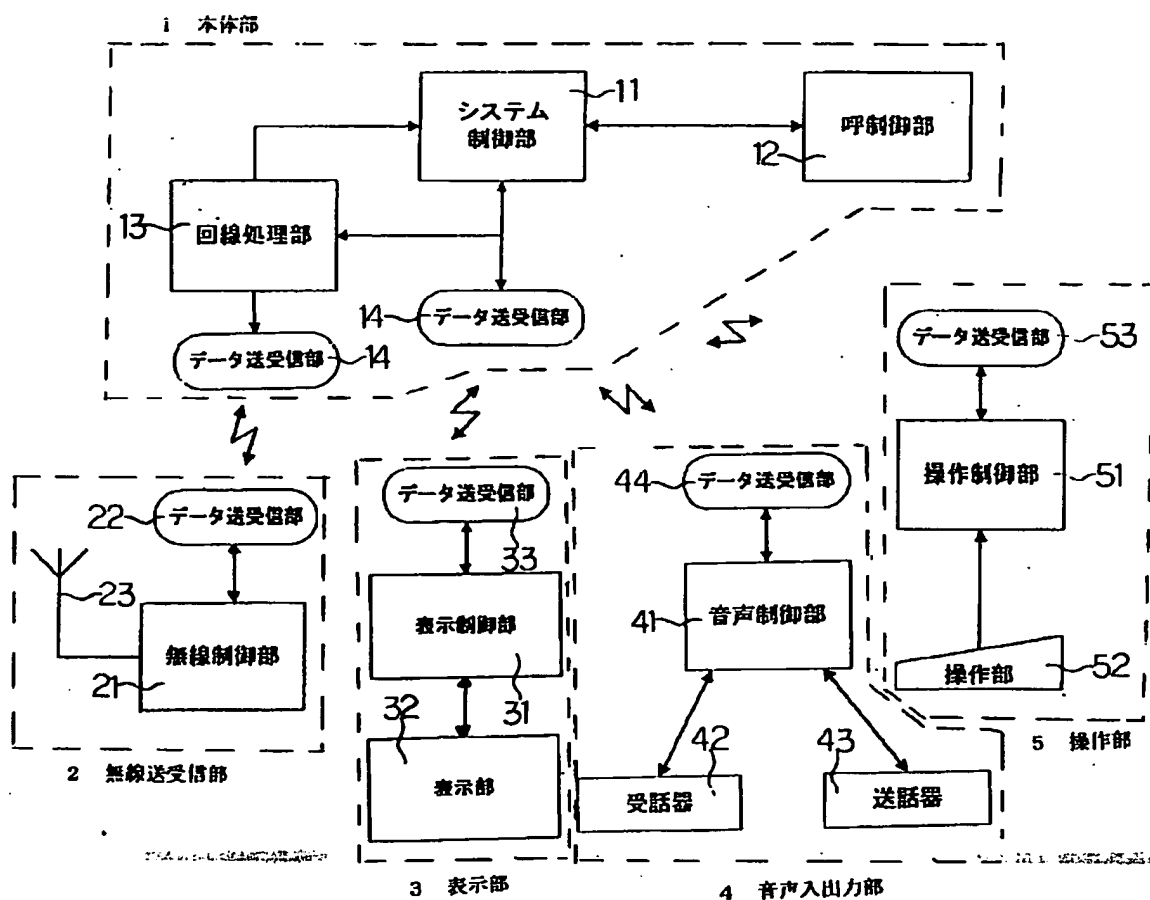 1 本体部
システム
制御部
11
呼制御部
12
13
回線処理部
14
データ送受信部
データ送受信部
14
データ送受信部
53
操作制御部
51
操作部
52
5 操作部
22
データ送受信部
23
無線制御部
21
2 無線送受信部
データ送受信部
33
表示制御部
31
32
表示部
3 表示部
44
データ送受信部
41
音声制御部
42
受話器
43
送話器
4 音声入出力部